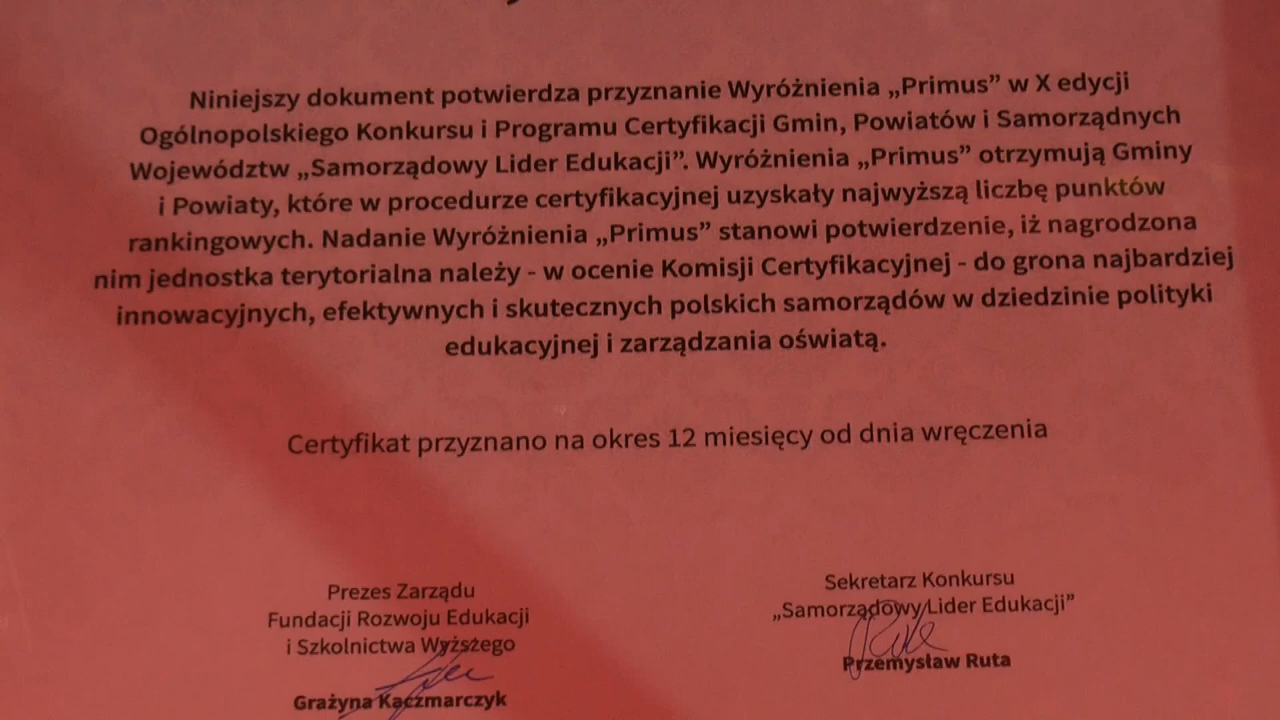 Niniejszy dokument potwierdza przyznanie Wyróżnienia „Primus” w X edycji
Ogólnopolskiego Konkursu i Programu Certyfikacji Gmin, Powiatów i Samorządnych
Województw „Samorządowy Lider Edukacji”. Wyróżnienia „Primus” otrzymują Gminy
i Powiaty, które w procedurze certyfikacyjnej uzyskały najwyższą liczbę punktów
rankingowych. Nadanie Wyróżnienia „Primus” stanowi potwierdzenie, iż nagrodzona
nim jednostka terytorialna należy - w ocenie Komisji Certyfikacyjnej - do grona najbardziej
innowacyjnych, efektywnych i skutecznych polskich samorządów w dziedzinie polityki
edukacyjnej i zarządzania oświatą.
Certyfikat przyznano na okres 12 miesięcy od dnia wręczenia
Prezes Zarządu
Fundacji Rozwoju Edukacji
i Szkolnictwa Wyższego
Grażyna Kaczmarczyk
Sekretarz Konkursu
„Samorządowy Lider Edukacji”
Przemysław Ruta